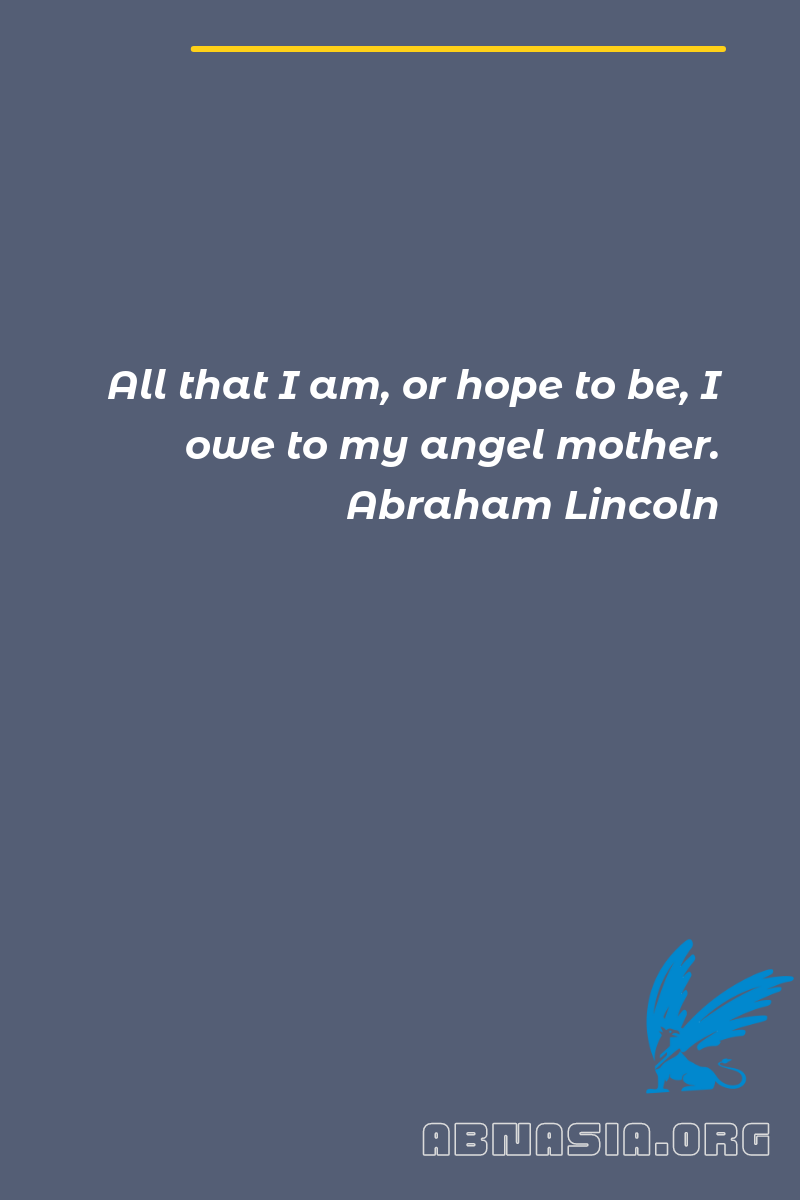 All that I am, or hope to be, I
owe to my angel mother.
Abraham Lincoln
ABNASIA.ORG